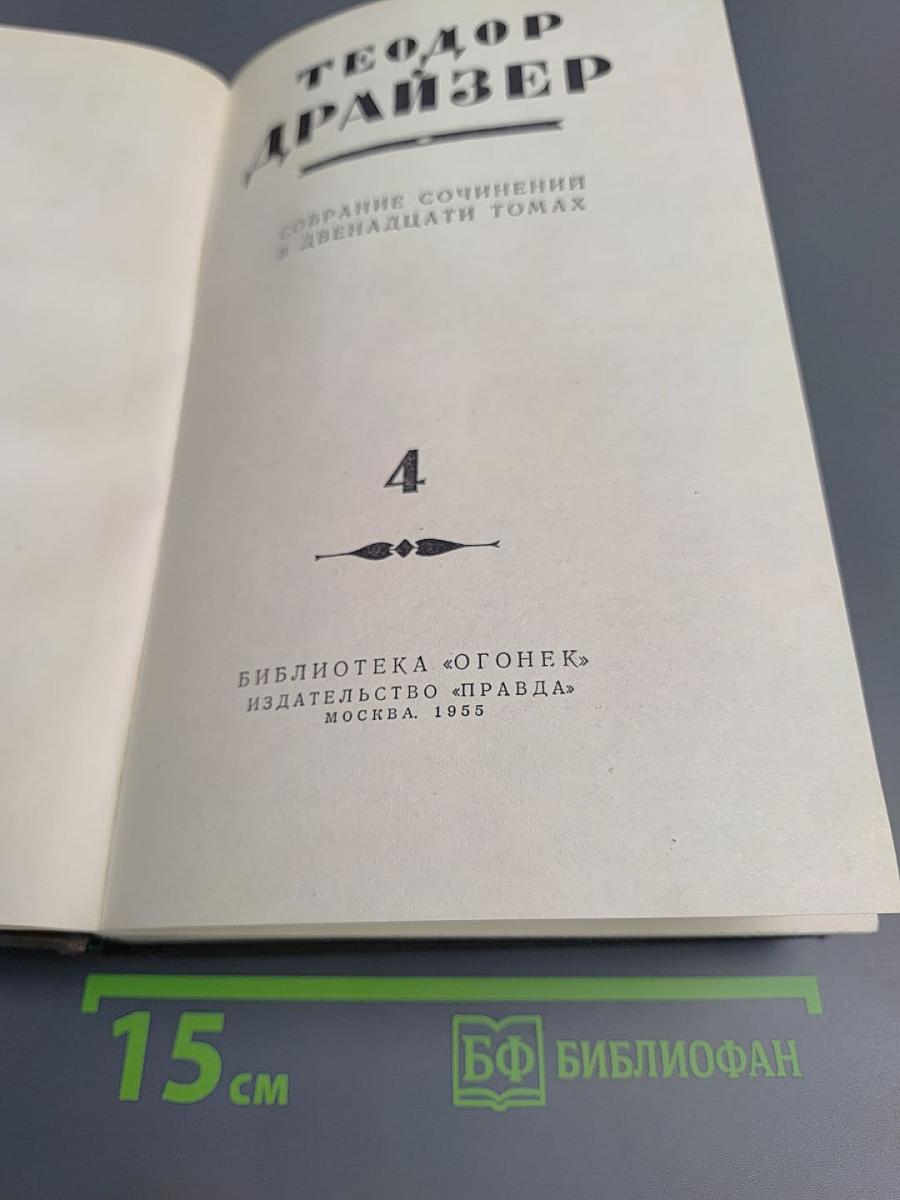 ТЕОДОР
ДРАЙЗЕР
СОБРАНИЕ СОЧИНЕНИЙ
В ДВЕНАДЦАТИ ТОМАХ
4
БИБЛИОТЕКА «ОГОНЕК»
ИЗДАТЕЛЬСТВО «ПРАВДА»
МОСКВА. 1955
15 см
БФ БИБЛИОФАН